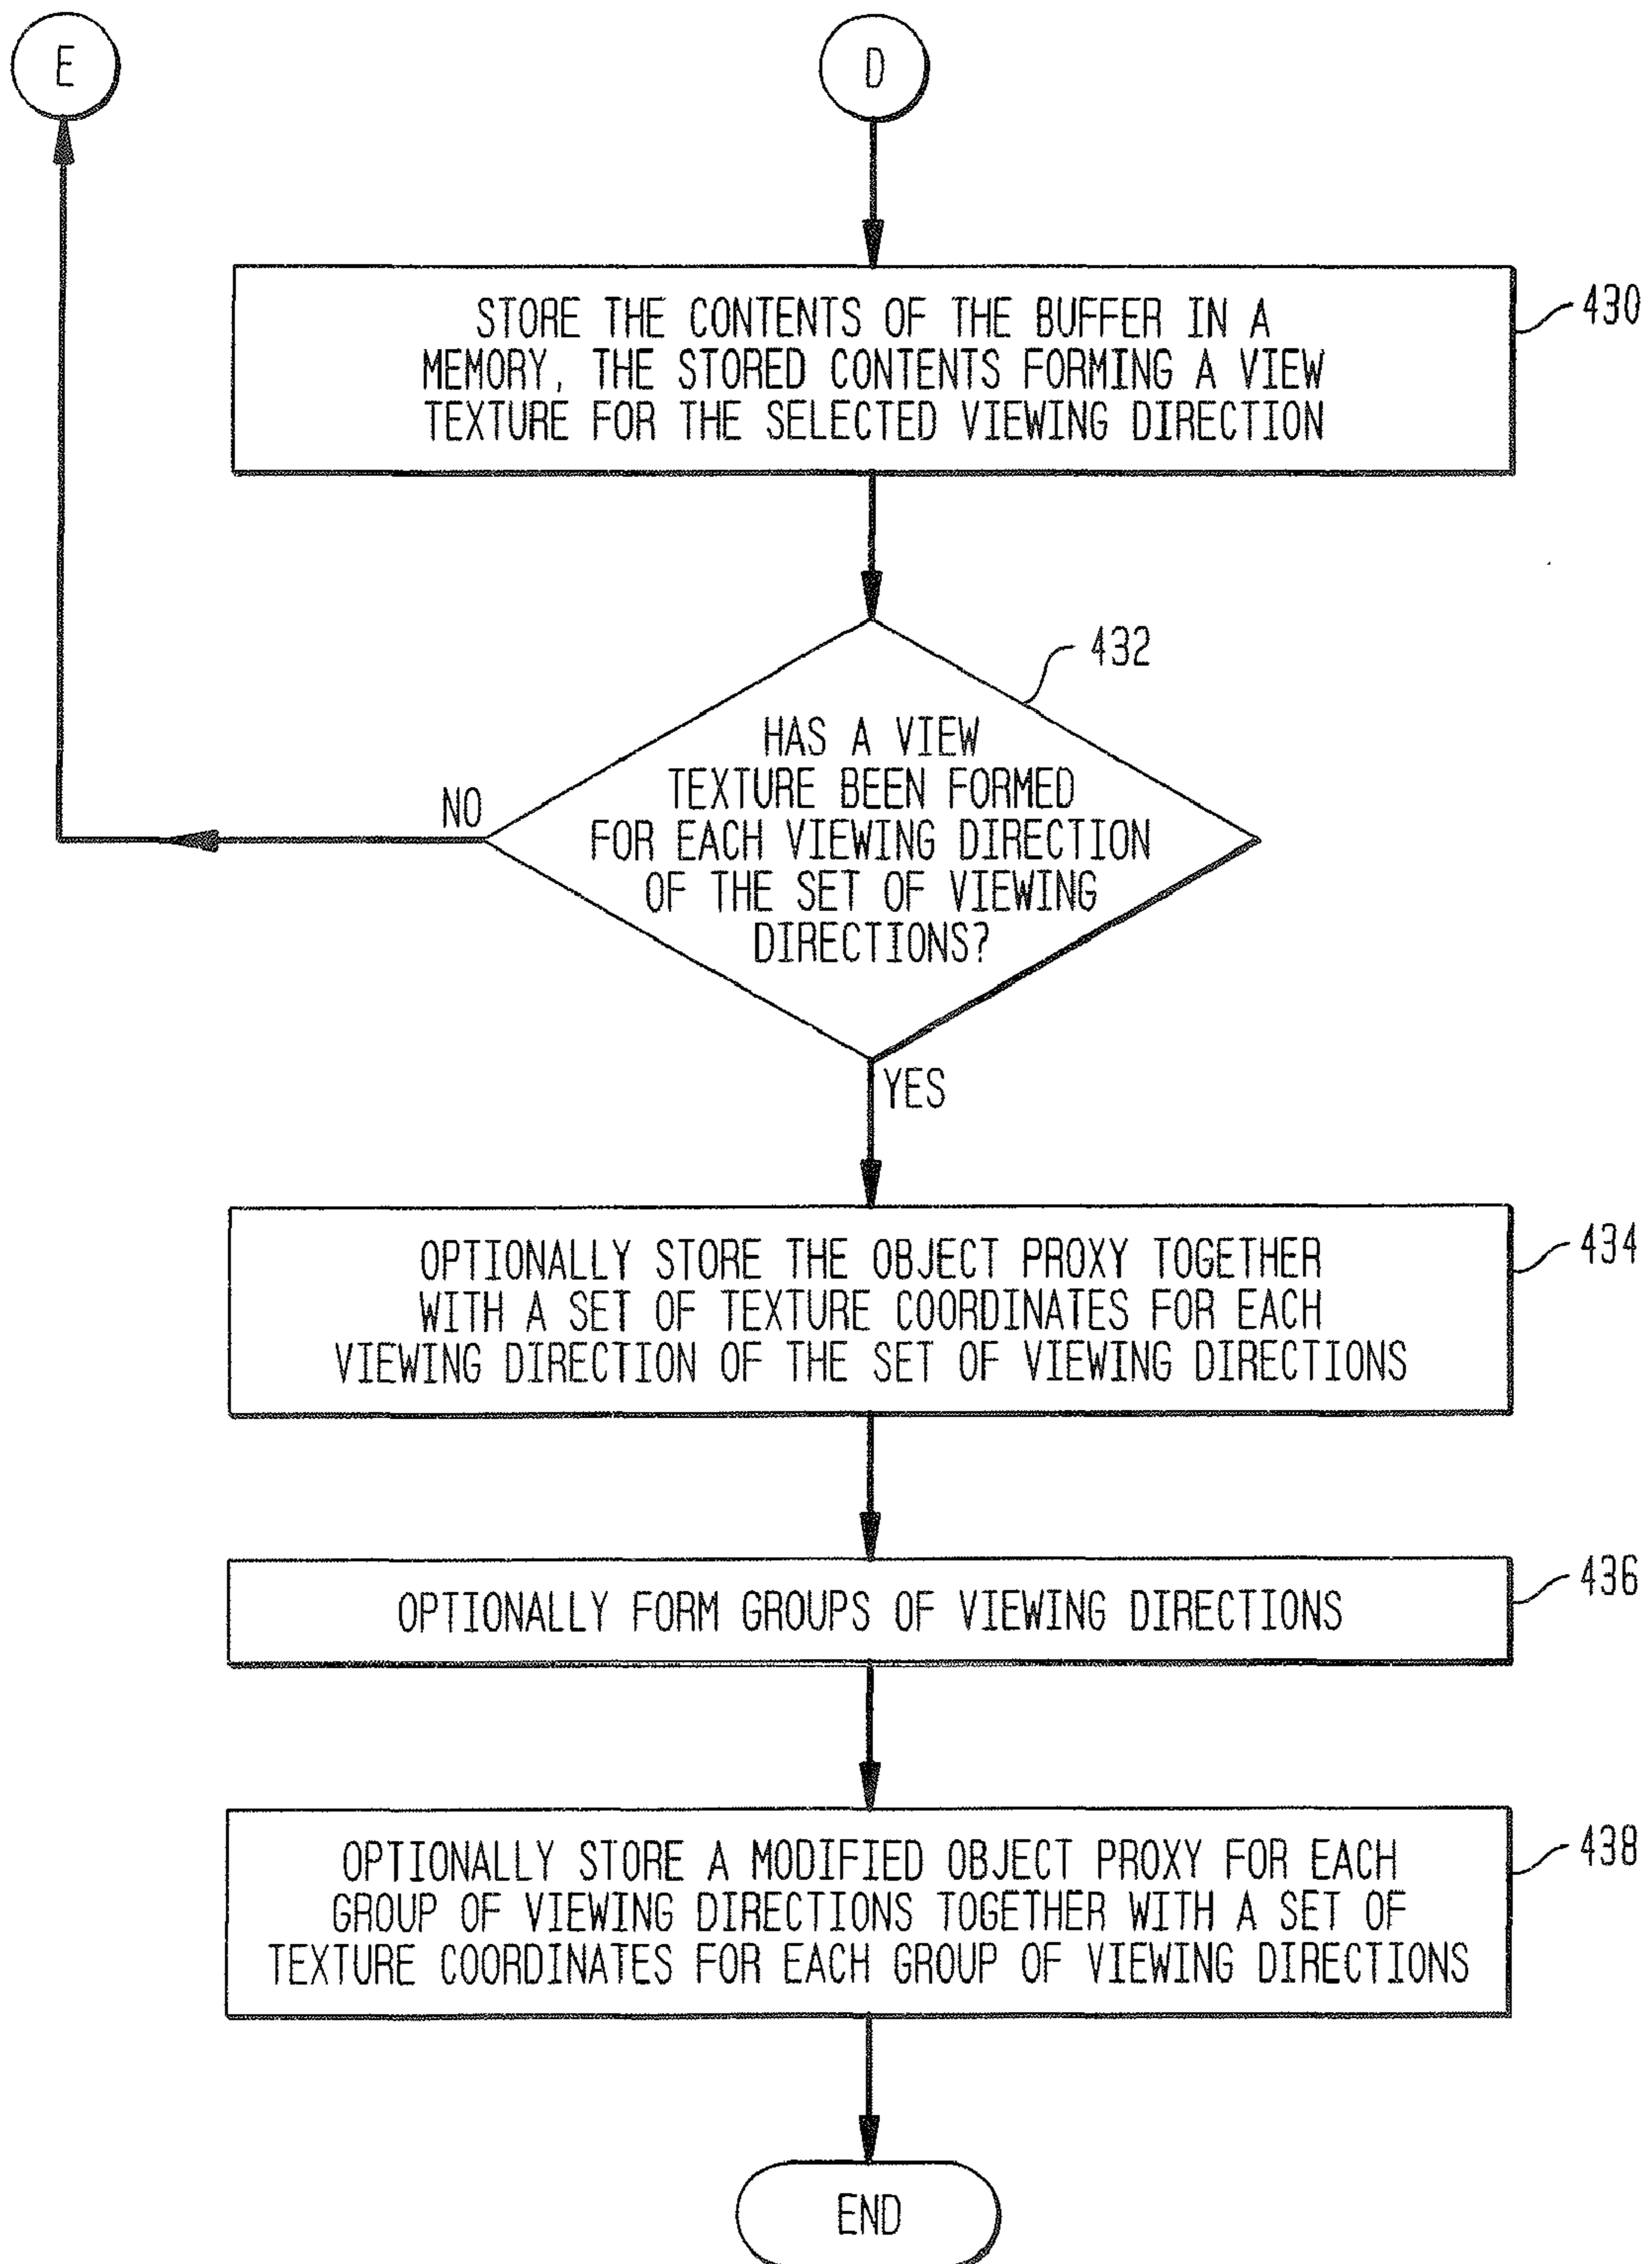 E
D
STORE THE CONTENTS OF THE BUFFER IN A
MEMORY, THE STORED CONTENTS FORMING A VIEW
TEXTURE FOR THE SELECTED VIEWING DIRECTION
430
432
HAS A VIEW
TEXTURE BEEN FORMED
FOR EACH VIEWING DIRECTION
OF THE SET OF VIEWING
DIRECTIONS?
NO
YES
OPTIONALLY STORE THE OBJECT PROXY TOGETHER
WITH A SET OF TEXTURE COORDINATES FOR EACH
VIEWING DIRECTION OF THE SET OF VIEWING DIRECTIONS
434
OPTIONALLY FORM GROUPS OF VIEWING DIRECTIONS
436
OPTIONALLY STORE A MODIFIED OBJECT PROXY FOR EACH
GROUP OF VIEWING DIRECTIONS TOGETHER WITH A SET OF
TEXTURE COORDINATES FOR EACH GROUP OF VIEWING DIRECTIONS
438
END